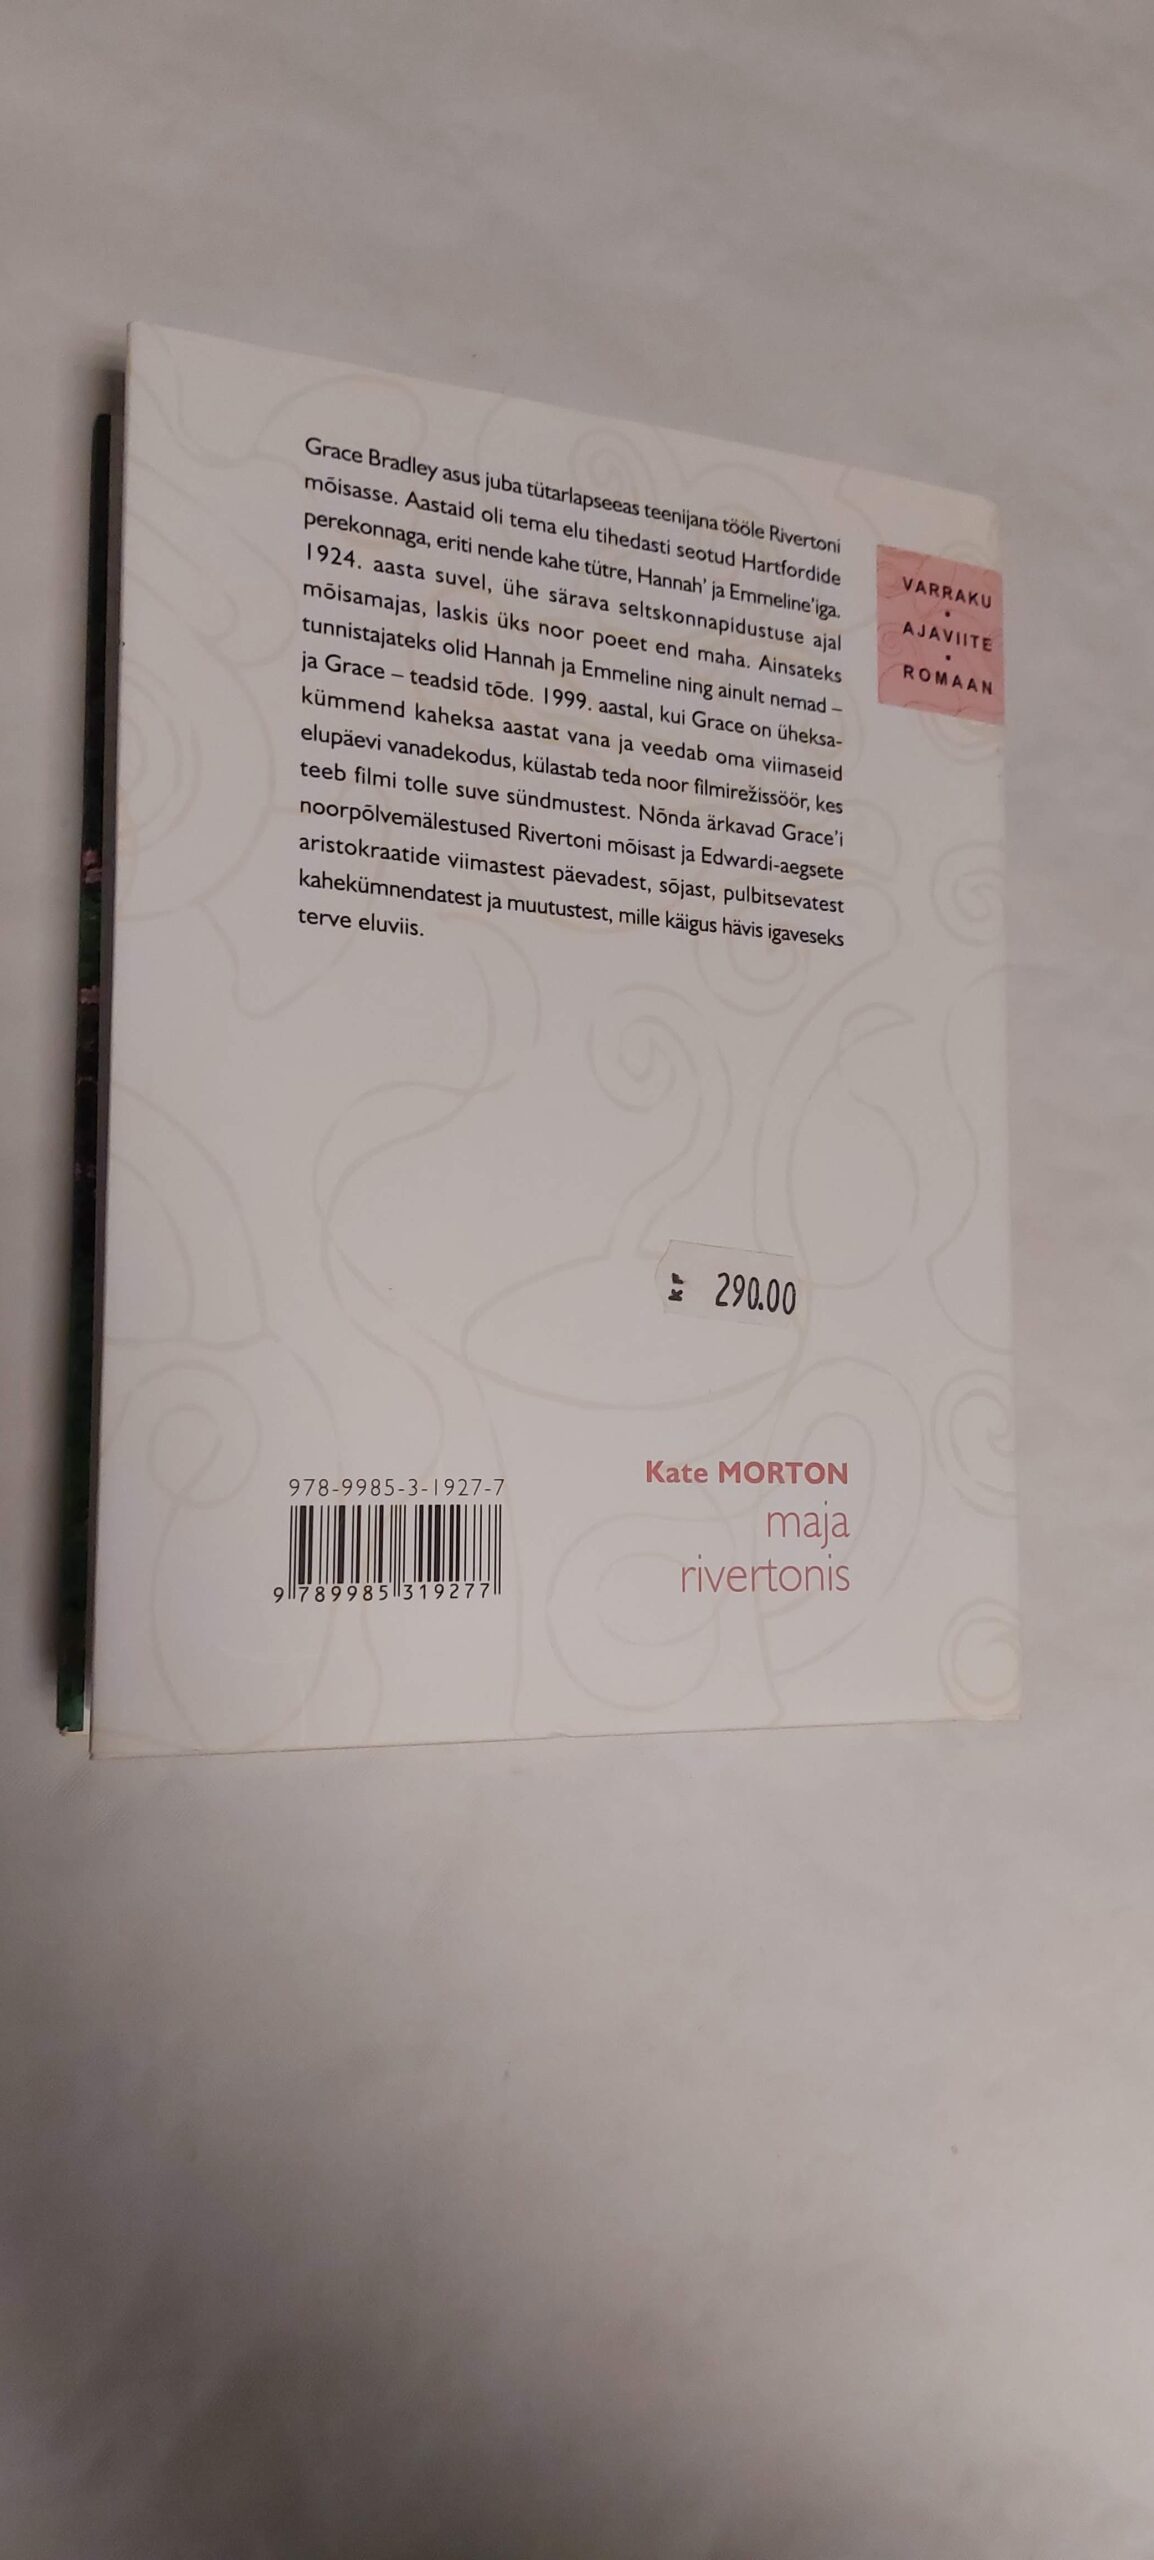 Grace Bradley asus juba tütarlapseeas teenijana tööle Rivertoni
mõisasse. Aastaid oli tema elu tihedasti seotud Hartfordide
perekonnaga, eriti nende kahe tütre, Hannah' ja Emmeline'iga.
1924. aasta suvel, ühe särava seltskonnapidustuse ajal
mõisamajas, laskis üks noor poeet end maha. Ainsateks
tunnistajateks olid Hannah ja Emmeline ning ainult nemad –
ja Grace – teadsid tõde. 1999. aastal, kui Grace on üheksa-
kümmend kaheksa aastat vana ja veedab oma viimaseid
elupäevi vanadekodus, külastab teda noor filmirežissöör, kes
teeb filmi tolle suve sündmustest. Nõnda ärkavad Grace'i
noorpõlvemälestused Rivertoni mõisast ja Edwardi-aegsete
aristokraatide viimastest päevadest, sõjast, pulbitsevatest
kahekümnendatest ja muutustest, mille käigus hävis igaveseks
terve eluviis.
VARRAKU
•
AJAVIITE
•
ROMAAN
KF 290.00
Kate MORTON
maja
rivertonis
978-9985-3-1927-7
9 789985 319277